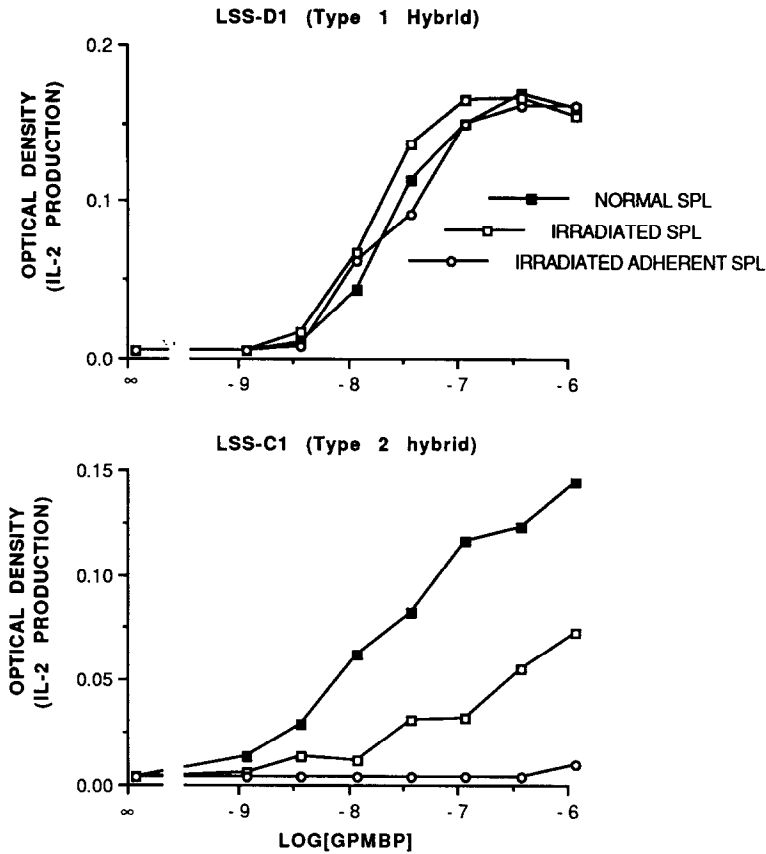 LSS-D1 (Type 1 Hybrid)
OPTICAL DENSITY
(IL-2 PRODUCTION)
0.2
0.1
0.0
NORMAL SPL
IRRADIATED SPL
IRRADIATED ADHERENT SPL
∞ -9 -8 -7 -6
LSS-C1 (Type 2 hybrid)
OPTICAL DENSITY
(IL-2 PRODUCTION)
0.15
0.10
0.05
0.00
∞ -9 -8 -7 -6
LOG[GPMBP]